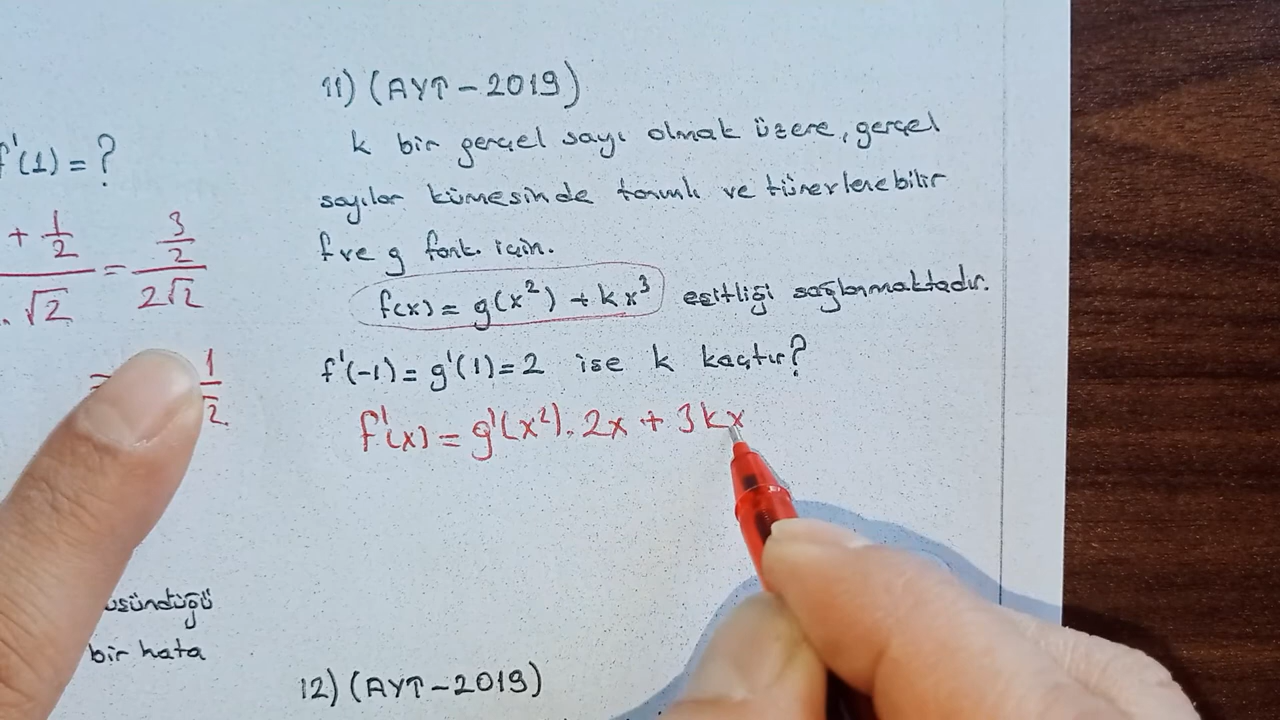 f'(1) = ?
+ 1/2 / . √2 = 3/2 / 2√2
= 1/√2
usündüğü
bir hata
11) (AYT - 2019)
k bir gerçel sayı olmak üzere, gerçel
sayılar kümesinde tanımlı ve türevlenebilir
f ve g fonk. için.
f(x) = g(x²) + kx³ eşitliği sağlanmaktadır.
f'(-1) = g'(1) = 2 ise k kaçtır?
f'(x) = g'(x²). 2x + 3kx
12) (AYT - 2019)